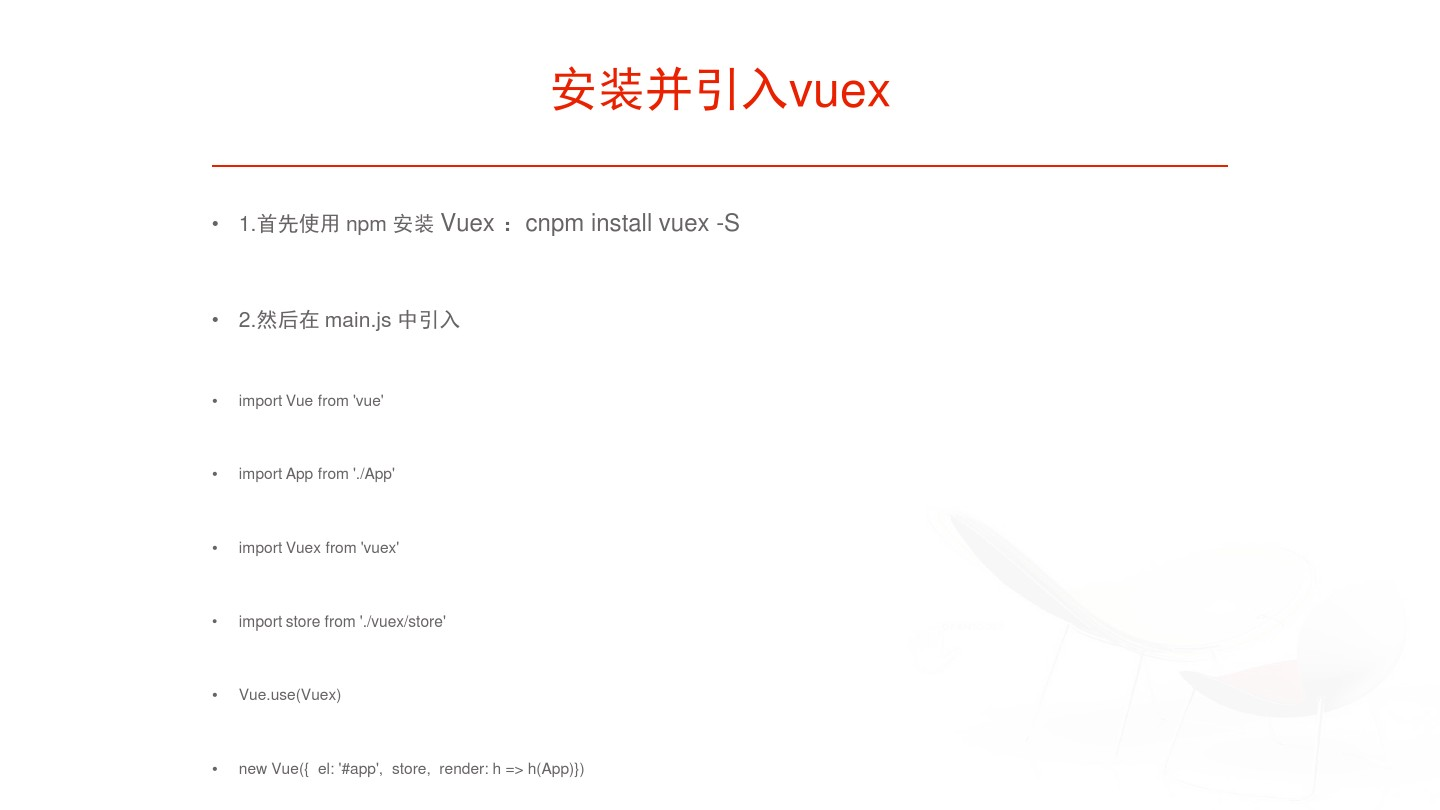 安装并引入vuex
• 1.首先使用 npm 安装 Vuex ：cnpm install vuex -S
• 2.然后在 main.js 中引入
• import Vue from 'vue'
• import App from './App'
• import Vuex from 'vuex'
• import store from './vuex/store'
• Vue.use(Vuex)
• new Vue({  el: '#app',  store,  render: h => h(App)})